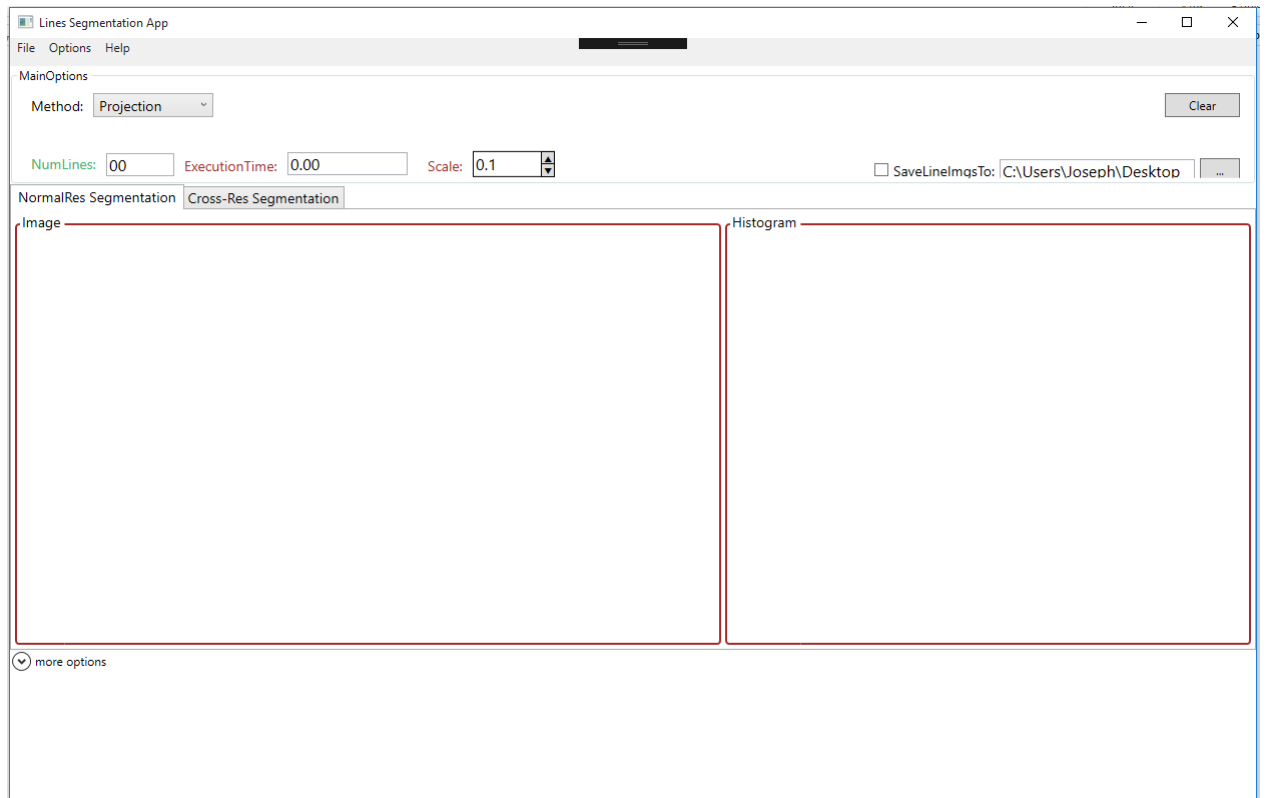 Lines Segmentation App
File Options Help
MainOptions
Method: Projection Clear
NumLines: 00 ExecutionTime: 0.00 Scale: 0.1 SaveLineImgsTo: C:\Users\Joseph\Desktop ...
NormalRes Segmentation Cross-Res Segmentation
Image Histogram
more options